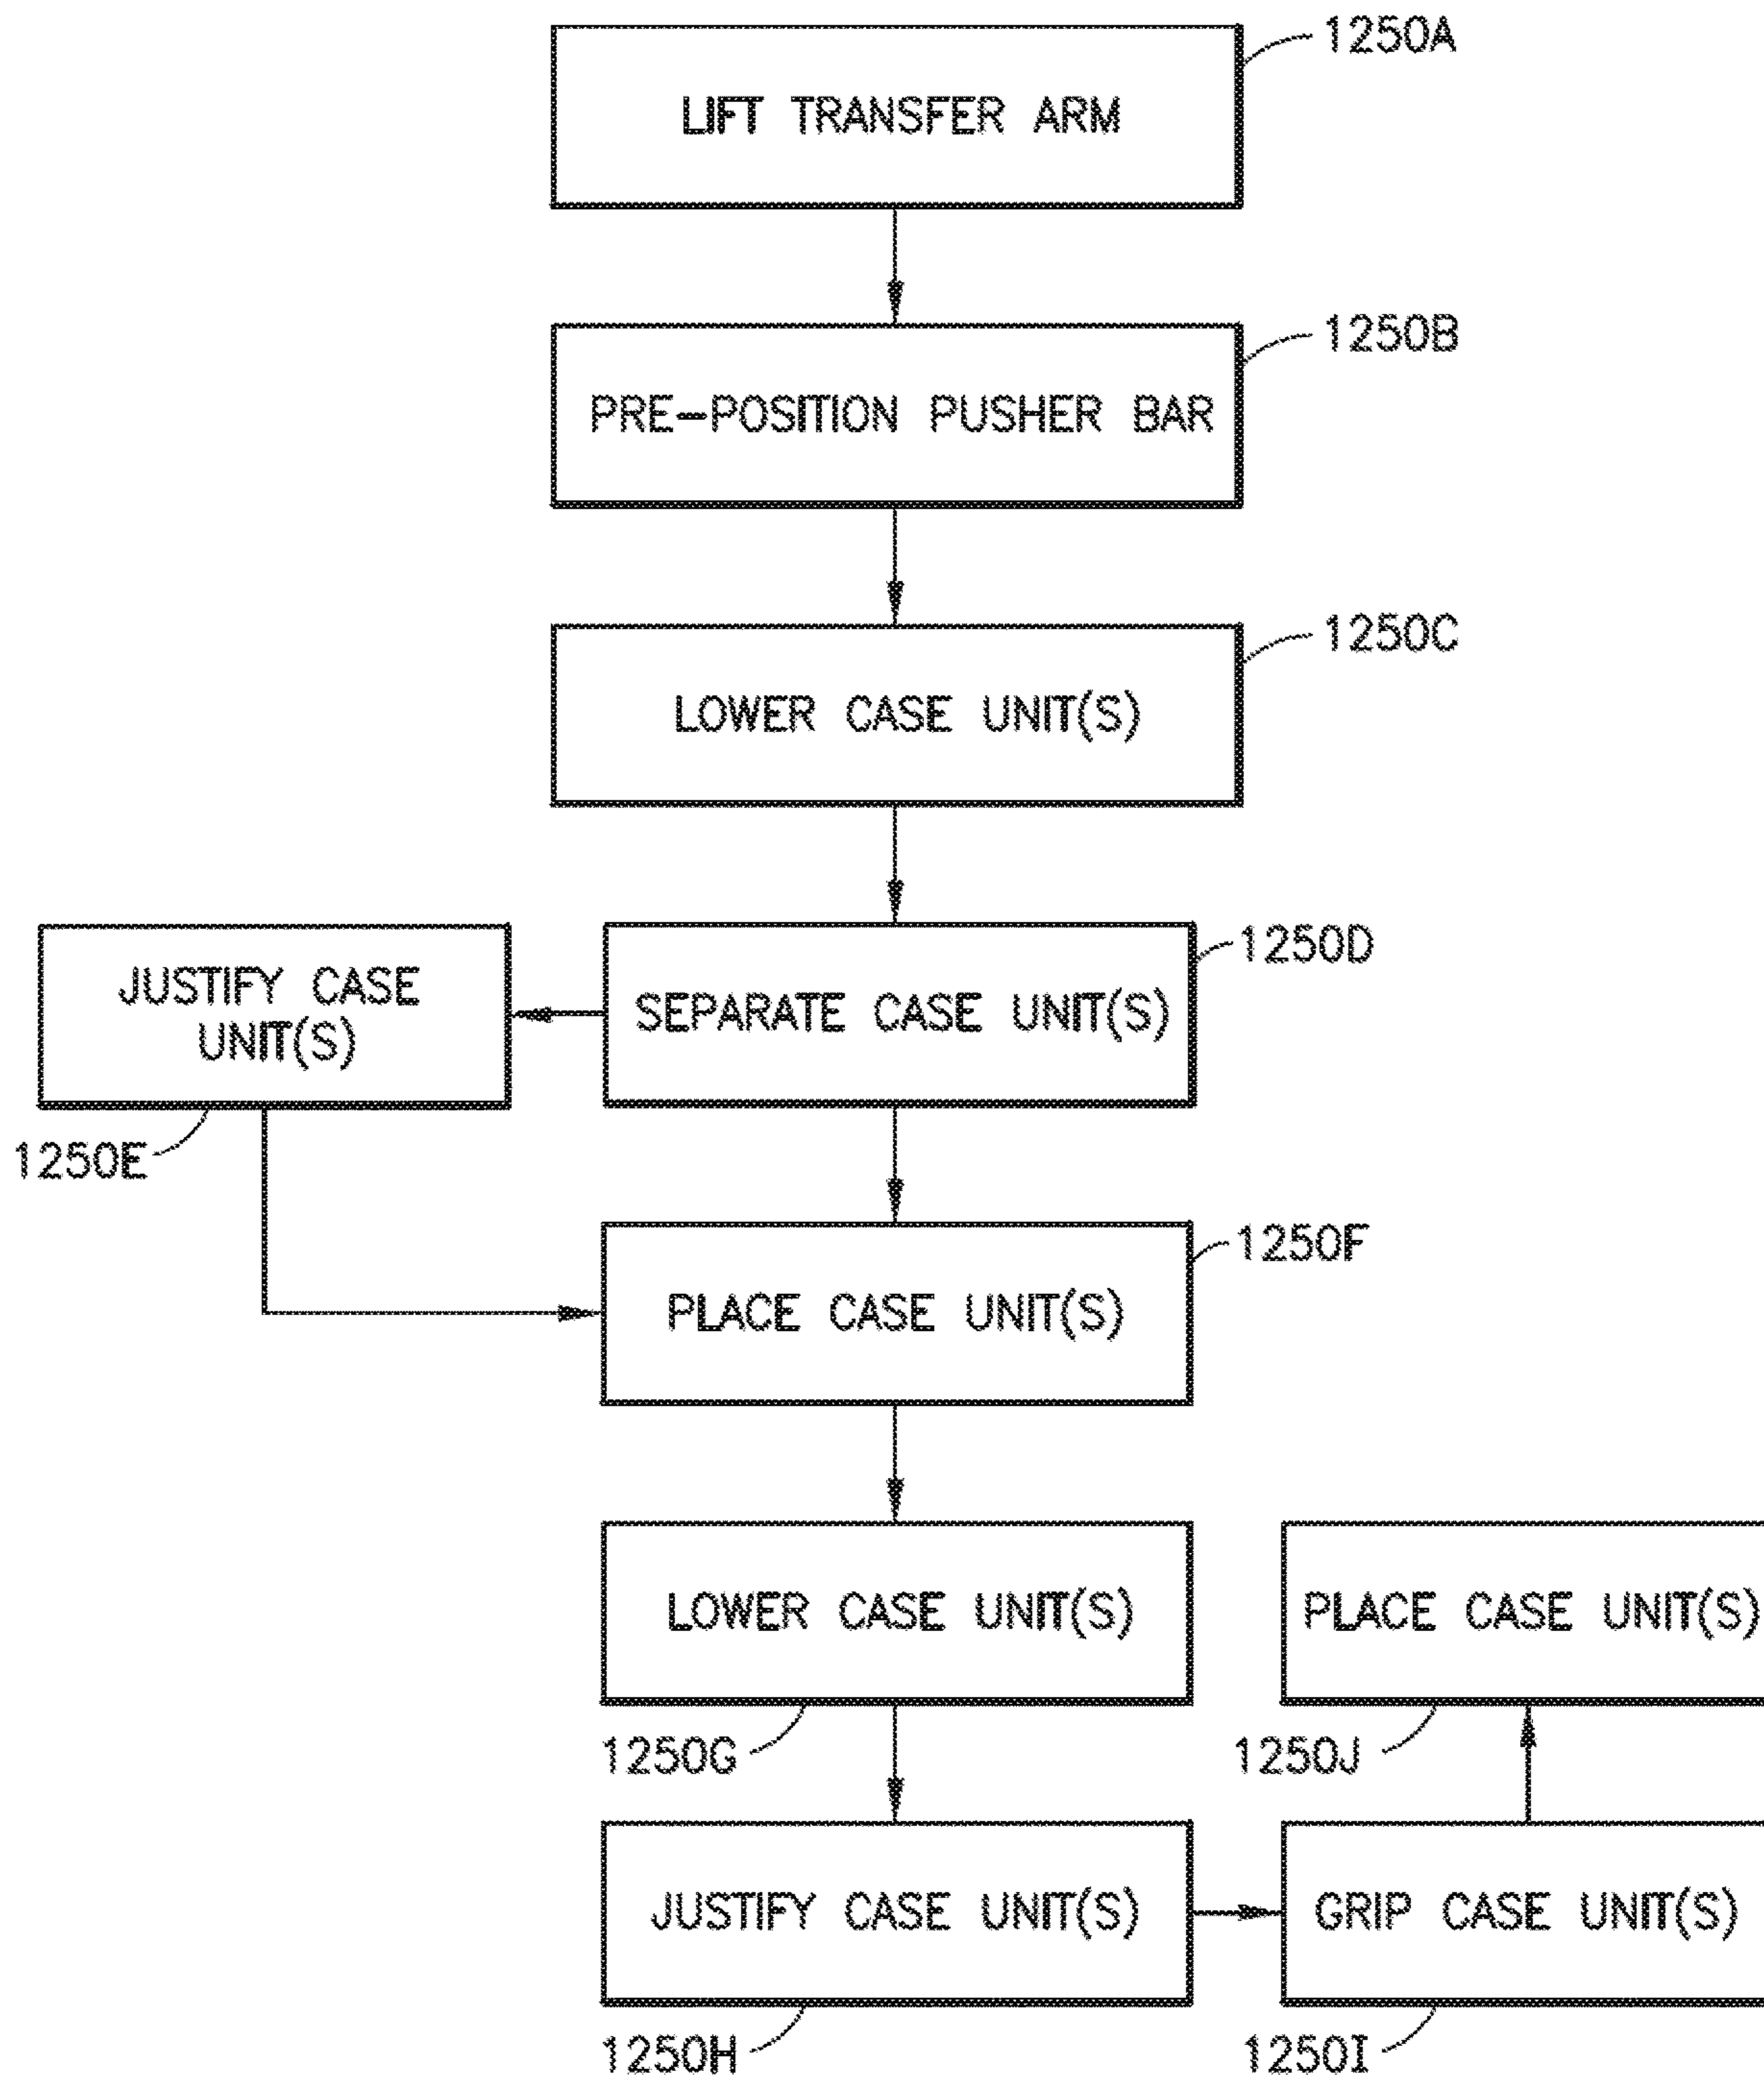 LIFT TRANSFER ARM
1250A
PRE-POSITION PUSHER BAR
1250B
LOWER CASE UNIT(S)
1250C
JUSTIFY CASE
UNIT(S)
1250E
SEPARATE CASE UNIT(S)
1250D
PLACE CASE UNIT(S)
1250F
LOWER CASE UNIT(S)
1250G
PLACE CASE UNIT(S)
1250J
JUSTIFY CASE UNIT(S)
1250H
GRIP CASE UNIT(S)
1250I